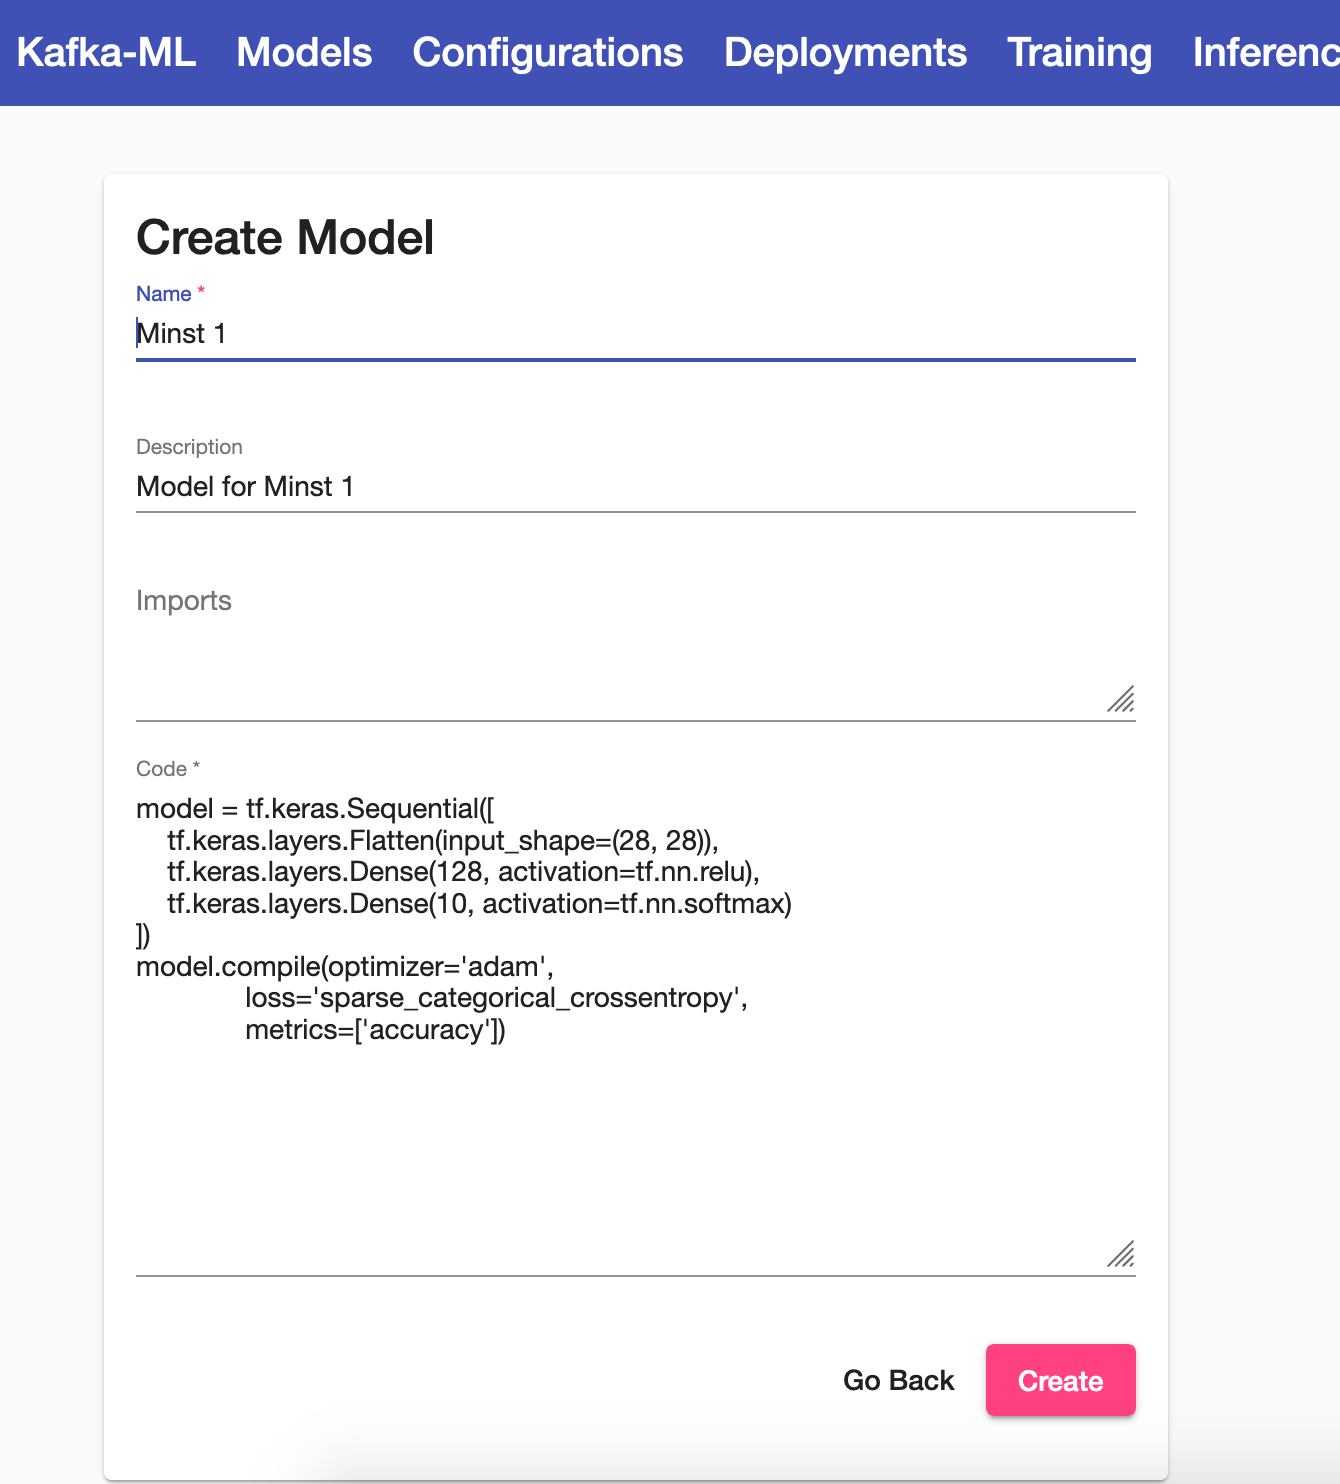 Kafka-ML Models Configurations Deployments Training Inferenc
Create Model
Name *
Minst 1
Description
Model for Minst 1
Imports
Code *
model = tf.keras.Sequential([
    tf.keras.layers.Flatten(input_shape=(28, 28)),
    tf.keras.layers.Dense(128, activation=tf.nn.relu),
    tf.keras.layers.Dense(10, activation=tf.nn.softmax)
])
model.compile(optimizer='adam',
              loss='sparse_categorical_crossentropy',
              metrics=['accuracy'])
Go Back Create